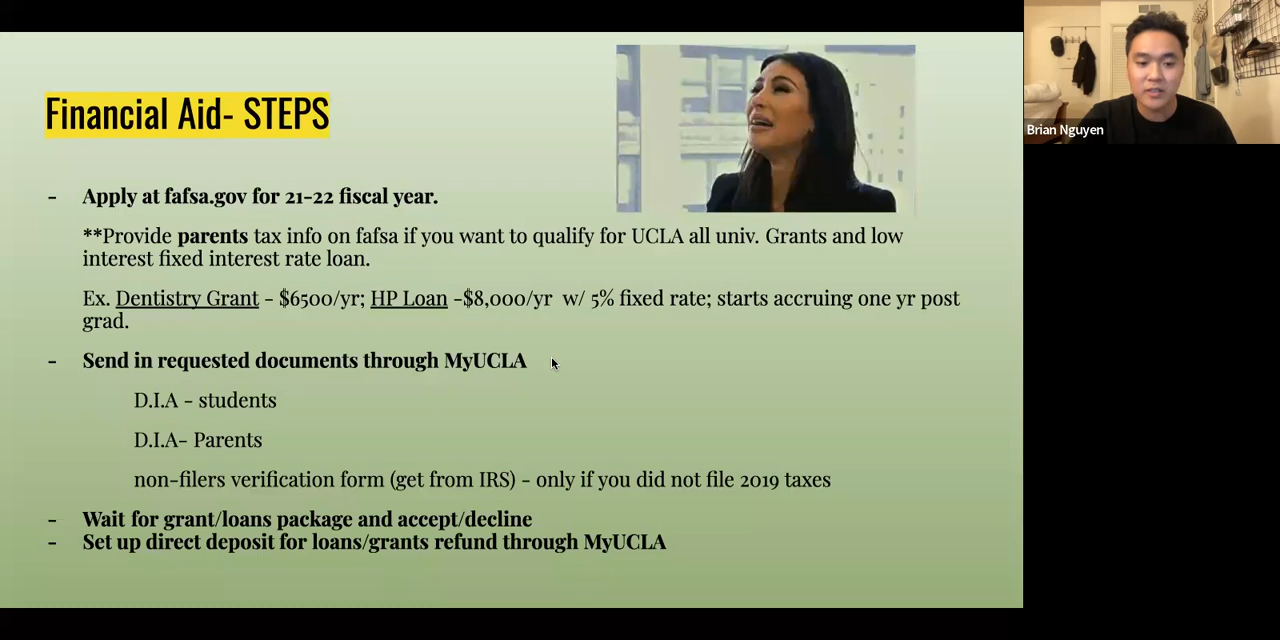 Financial Aid- STEPS
Brian Nguyen
- Apply at fafsa.gov for 21-22 fiscal year.
**Provide parents tax info on fafsa if you want to qualify for UCLA all univ. Grants and low
interest fixed interest rate loan.
Ex. Dentistry Grant - $6500/yr; HP Loan -$8,000/yr w/ 5% fixed rate; starts accruing one yr post
grad.
- Send in requested documents through MyUCLA
D.I.A - students
D.I.A- Parents
non-filers verification form (get from IRS) - only if you did not file 2019 taxes
- Wait for grant/loans package and accept/decline
- Set up direct deposit for loans/grants refund through MyUCLA